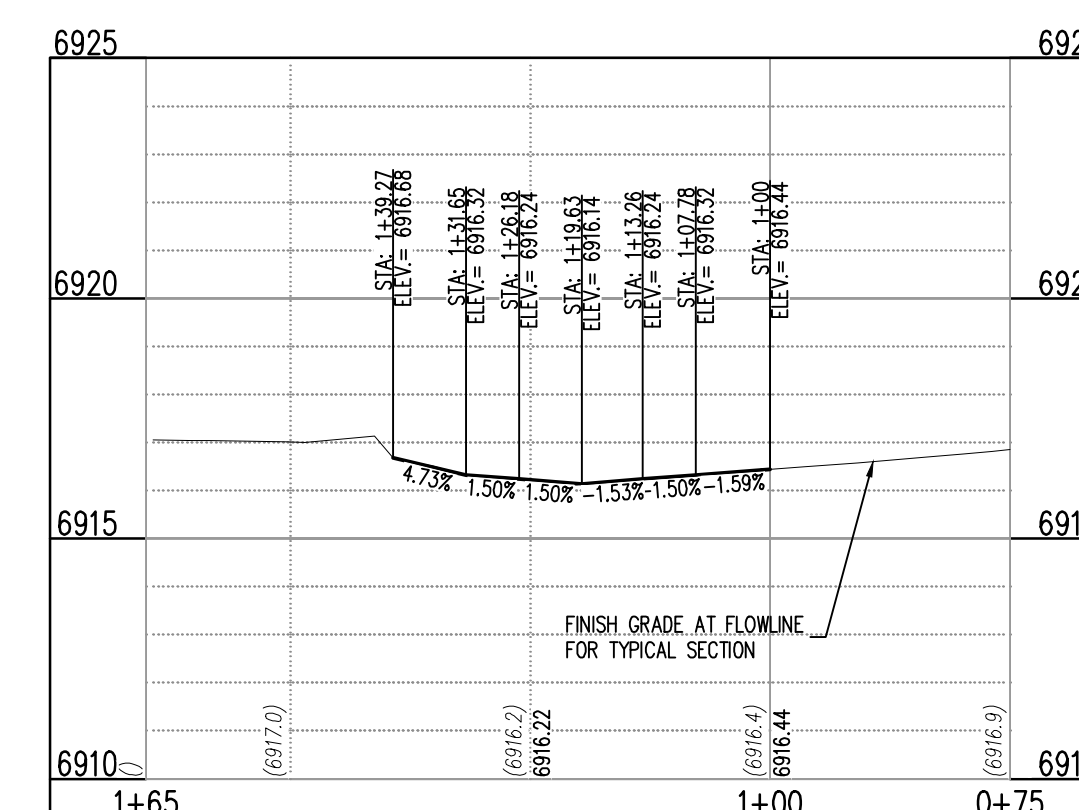 6925
692
STA: 1+39.27
ELEV.= 6916.68
STA: 1+31.65
ELEV.= 6916.32
STA: 1+26.18
ELEV.= 6916.24
STA: 1+19.63
ELEV.= 6916.14
STA: 1+13.26
ELEV.= 6916.24
STA: 1+07.78
ELEV.= 6916.32
STA: 1+00
ELEV.= 6916.44
6920
692
4.73%
1.50%
1.50%
-1.53%
-1.50%
-1.59%
6915
691
FINISH GRADE AT FLOWLINE
FOR TYPICAL SECTION
6910
()
(6917.0)
(6916.2)
6916.22
(6916.4)
6916.44
(6916.9)
691
1+65
1+00
0+75